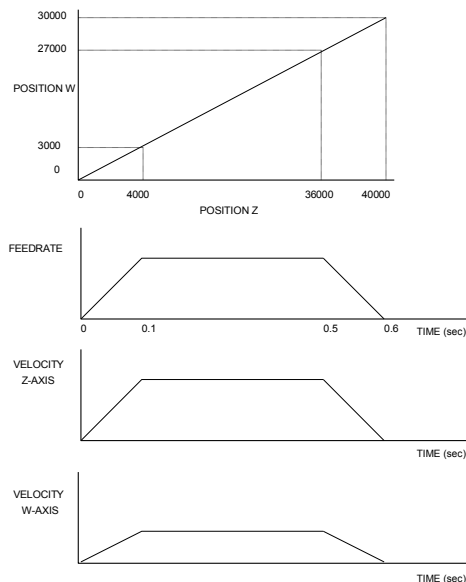 30000
27000
POSITION W
3000
0
0 4000 36000 40000
POSITION Z
FEEDRATE
0 0.1 0.5 0.6 TIME (sec)
VELOCITY
Z-AXIS
TIME (sec)
VELOCITY
W-AXIS
TIME (sec)